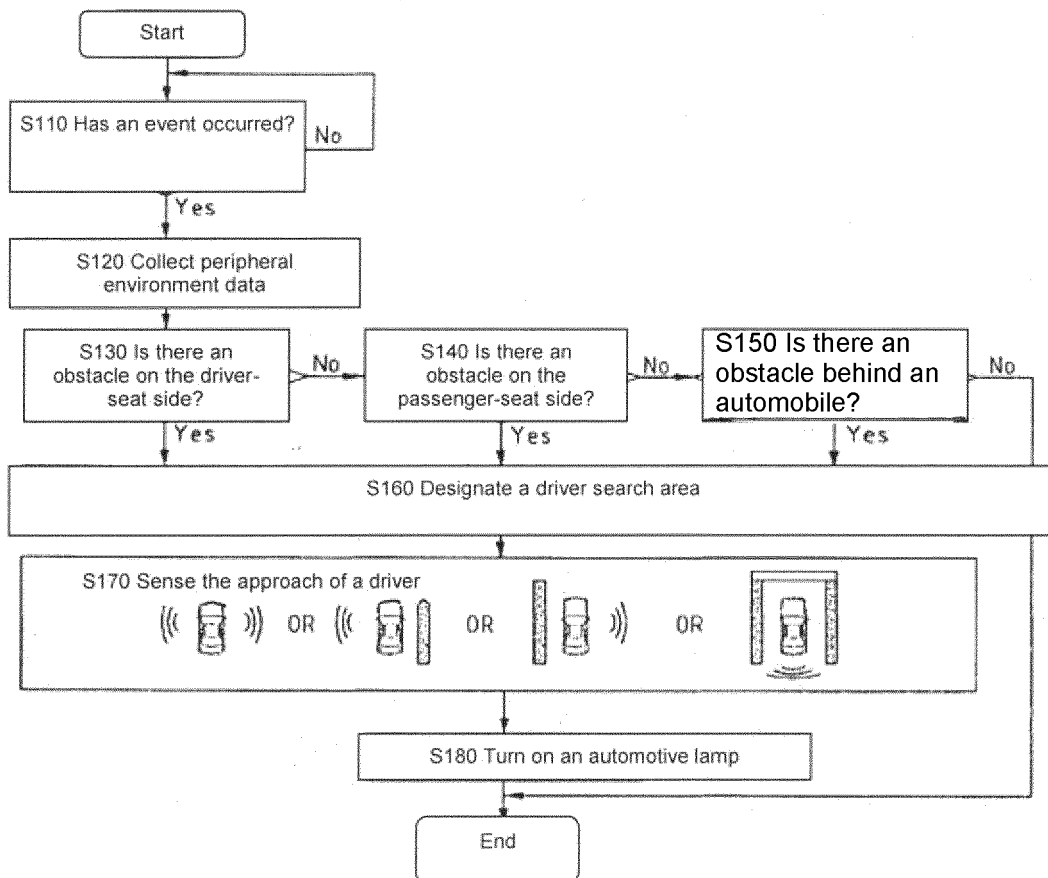 Start
S110 Has an event occurred?
No
Yes
S120 Collect peripheral
environment data
S130 Is there an
obstacle on the driver-
seat side?
No
S140 Is there an
obstacle on the
passenger-seat side?
No
S150 Is there an
obstacle behind an
automobile?
No
Yes
Yes
Yes
S160 Designate a driver search area
S170 Sense the approach of a driver
OR
OR
OR
S180 Turn on an automotive lamp
End